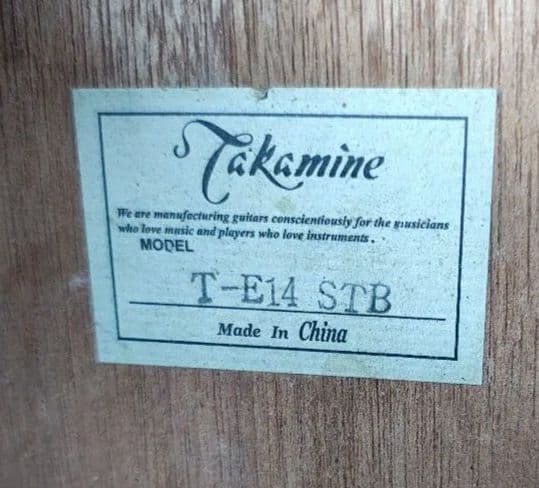 Takamine
We are manufacturing guitars conscientiously for the musicians
who love music and players who love instruments.
MODEL
T-E14 STB
Made In China